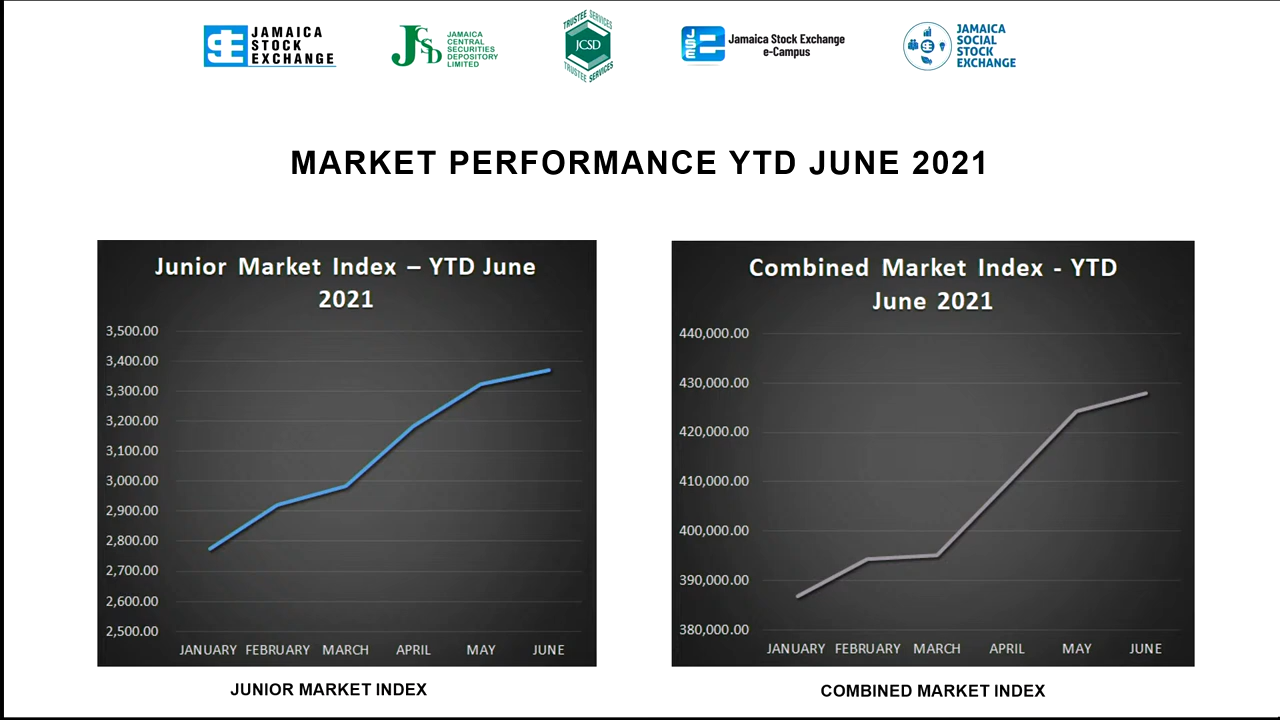 JAMAICA
STOCK
EXCHANGE
JCSD
JAMAICA
CENTRAL
SECURITIES
DEPOSITORY
LIMITED
TRUSTEE SERVICES
JCSD
TRUSTEE SERVICES
JSE
Jamaica Stock Exchange
e-Campus
JAMAICA
SOCIAL
STOCK
EXCHANGE
MARKET PERFORMANCE YTD JUNE 2021
Junior Market Index – YTD June
2021
3,500.00
3,400.00
3,300.00
3,200.00
3,100.00
3,000.00
2,900.00
2,800.00
2,700.00
2,600.00
2,500.00
JANUARY FEBRUARY MARCH APRIL MAY JUNE
JUNIOR MARKET INDEX
Combined Market Index - YTD
June 2021
440,000.00
430,000.00
420,000.00
410,000.00
400,000.00
390,000.00
380,000.00
JANUARY FEBRUARY MARCH APRIL MAY JUNE
COMBINED MARKET INDEX